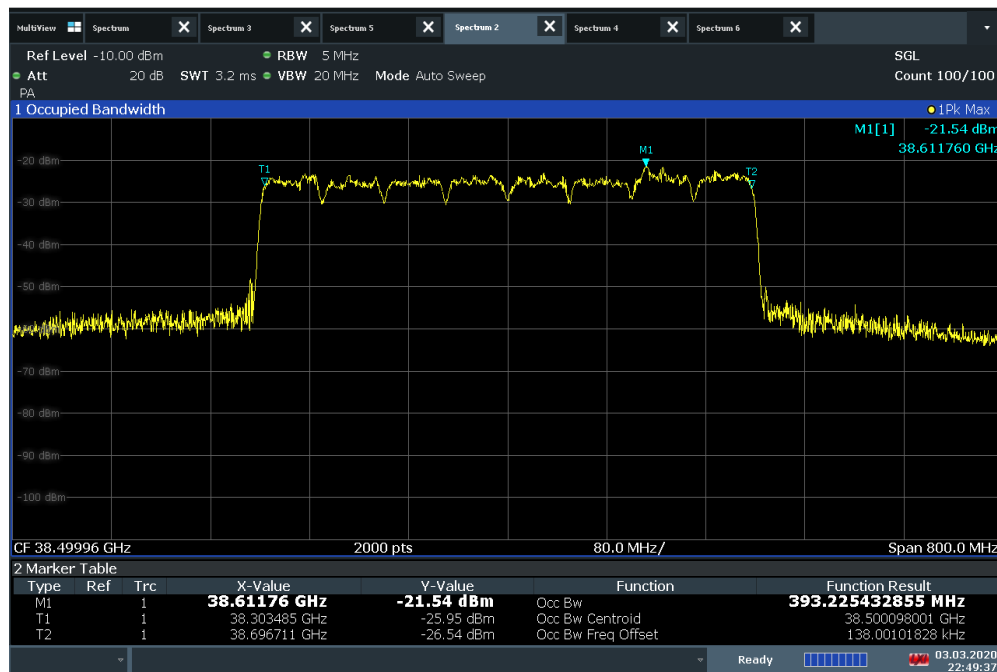 MultiView Spectrum Spectrum 3 Spectrum 5 Spectrum 2 Spectrum 4 Spectrum 6
Ref Level -10.00 dBm RBW 5 MHz SGL
Att 20 dB SWT 3.2 ms VBW 20 MHz Mode Auto Sweep Count 100/100
PA
1 Occupied Bandwidth 1Pk Max
M1[1] -21.54 dBm
38.611760 GHz
M1
-20 dBm
T1 T2
-30 dBm
-40 dBm
-50 dBm
-70 dBm
-80 dBm
-90 dBm
-100 dBm
CF 38.49996 GHz 2000 pts 80.0 MHz/ Span 800.0 MHz
2 Marker Table
Type Ref Trc X-Value Y-Value Function Function Result
M1 1 38.61176 GHz -21.54 dBm Occ Bw 393.225432855 MHz
T1 1 38.303485 GHz -25.95 dBm Occ Bw Centroid 38.500098001 GHz
T2 1 38.696711 GHz -26.54 dBm Occ Bw Freq Offset 138.00101828 kHz
Ready 03.03.2020
22:49:37